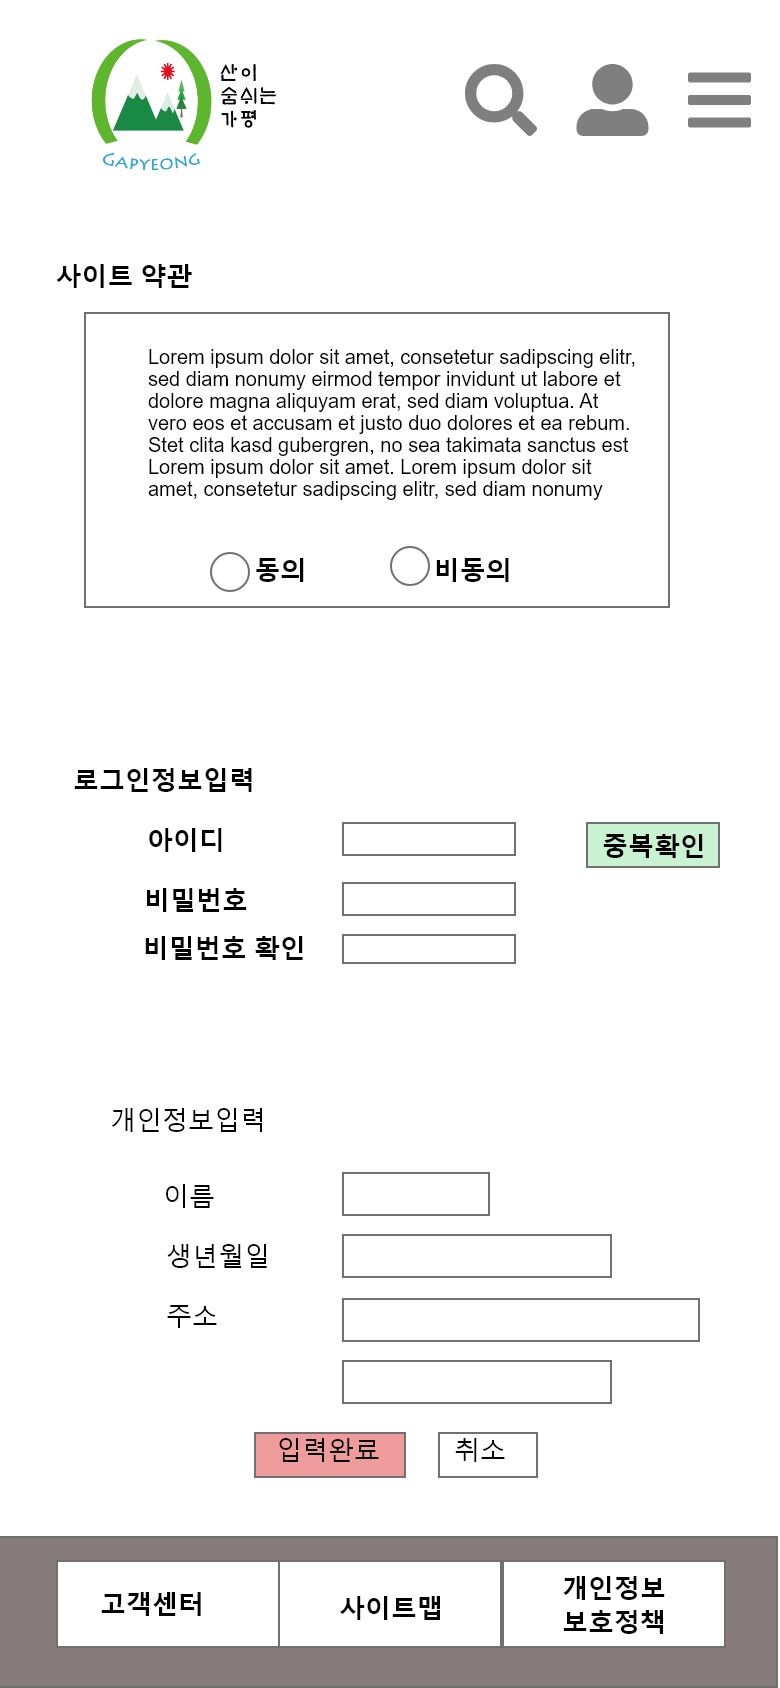 산이
숨쉬는
가평
GAPYEONG
사이트 약관
Lorem ipsum dolor sit amet, consetetur sadipscing elitr,
sed diam nonumy eirmod tempor invidunt ut labore et
dolore magna aliquyam erat, sed diam voluptua. At
vero eos et accusam et justo duo dolores et ea rebum.
Stet clita kasd gubergren, no sea takimata sanctus est
Lorem ipsum dolor sit amet. Lorem ipsum dolor sit
amet, consetetur sadipscing elitr, sed diam nonumy
동의 비동의
로그인정보입력
아이디 중복확인
비밀번호
비밀번호 확인
개인정보입력
이름
생년월일
주소
입력완료 취소
고객센터 사이트맵 개인정보
보호정책